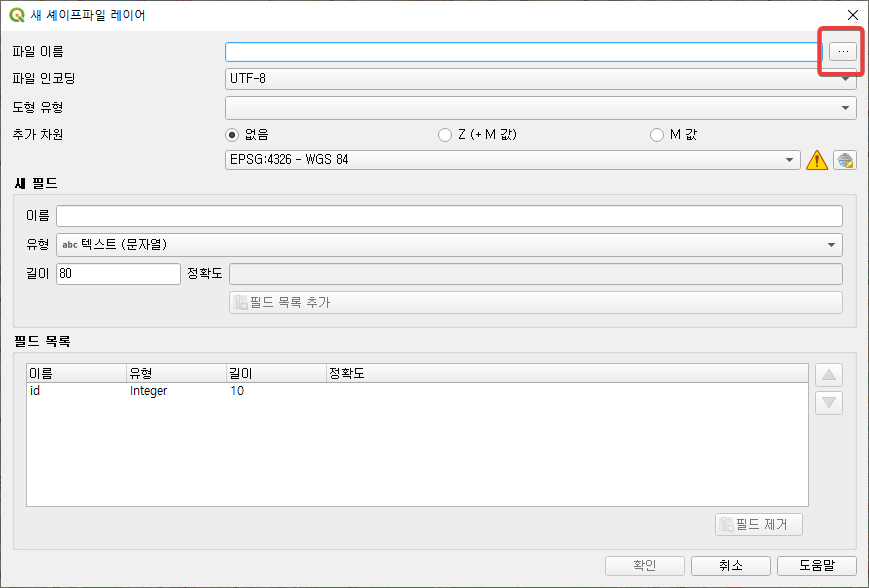 새 셰이프파일 레이어
파일 이름 ...
파일 인코딩 UTF-8
도형 유형
추가 차원 없음 Z (+ M 값) M 값
EPSG:4326 - WGS 84
새 필드
이름
유형 abc 텍스트 (문자열)
길이 80 정확도
필드 목록 추가
필드 목록
이름 유형 길이 정확도
id Integer 10
필드 제거
확인 취소 도움말